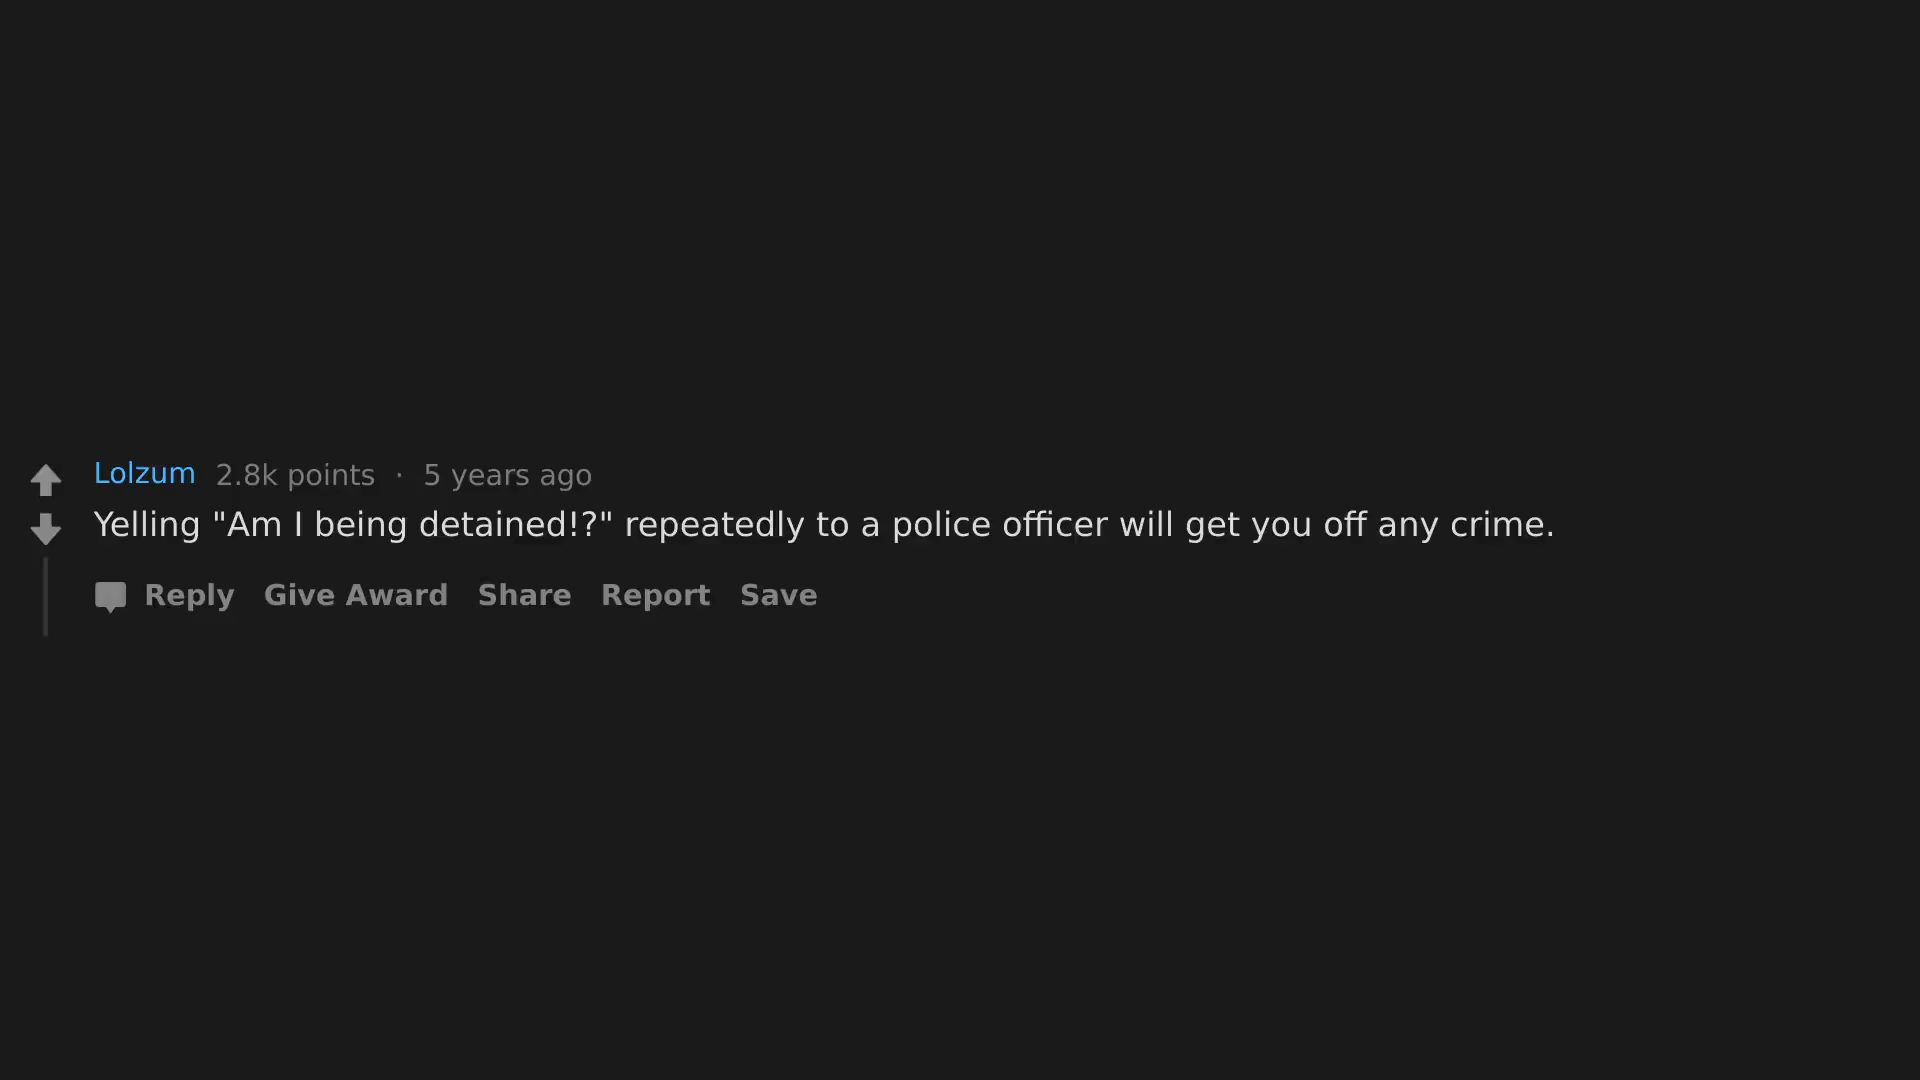 Lolzum 2.8k points · 5 years ago
Yelling "Am I being detained!?" repeatedly to a police officer will get you off any crime.
Reply Give Award Share Report Save